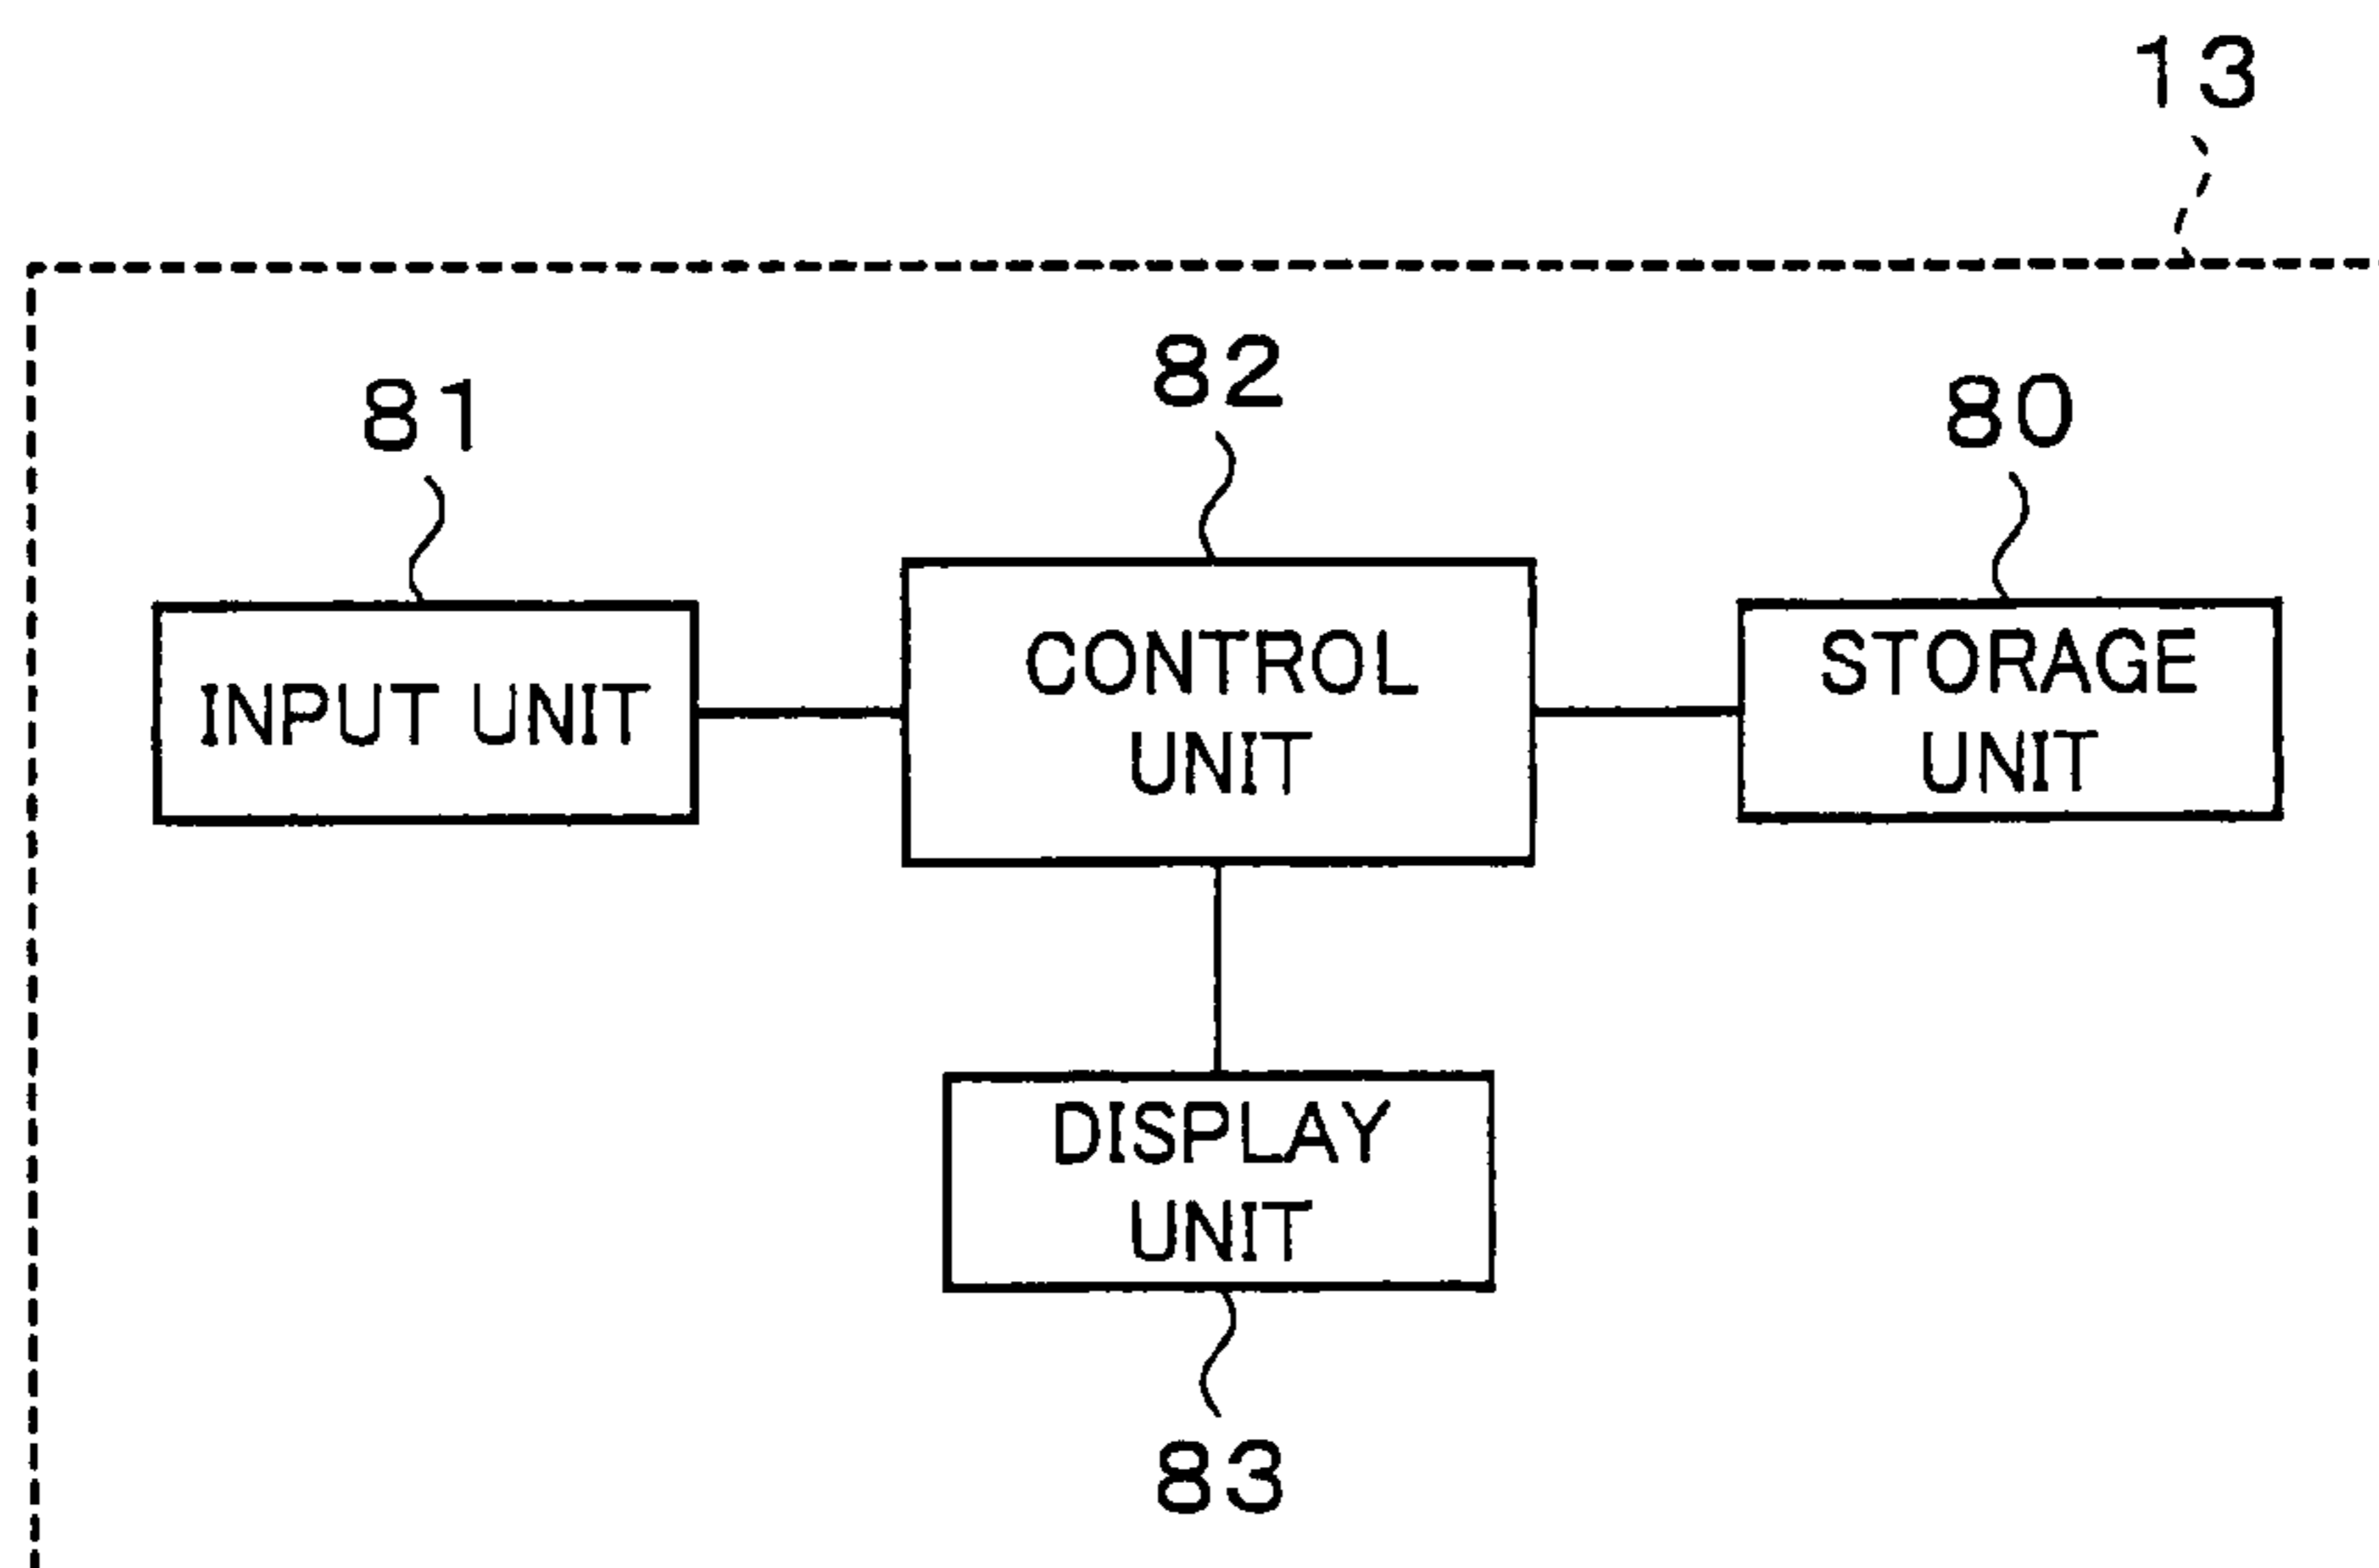 13
82
81
80
CONTROL
STORAGE
INPUT UNIT
UNIT
UNIT
DISPLAY
UNIT
83